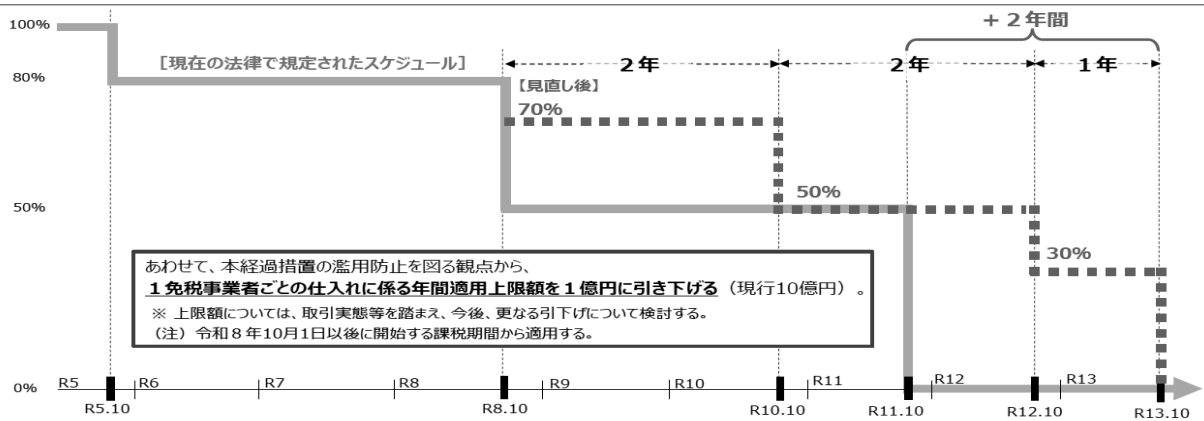 +２年間
100%
[現在の法律で規定されたスケジュール]
２年
２年
１年
80%
【見直し後】
70%
50%
50%
30%
あわせて、本経過措置の濫用防止を図る観点から、
１免税事業者ごとの仕入れに係る年間適用上限額を１億円に引き下げる（現行10億円）。
※ 上限額については、取引実態等を踏まえ、今後、更なる引下げについて検討する。
（注）令和８年10月1日以後に開始する課税期間から適用する。
0%
R5
R6
R7
R8
R9
R10
R11
R12
R13
R5.10
R8.10
R10.10
R11.10
R12.10
R13.10